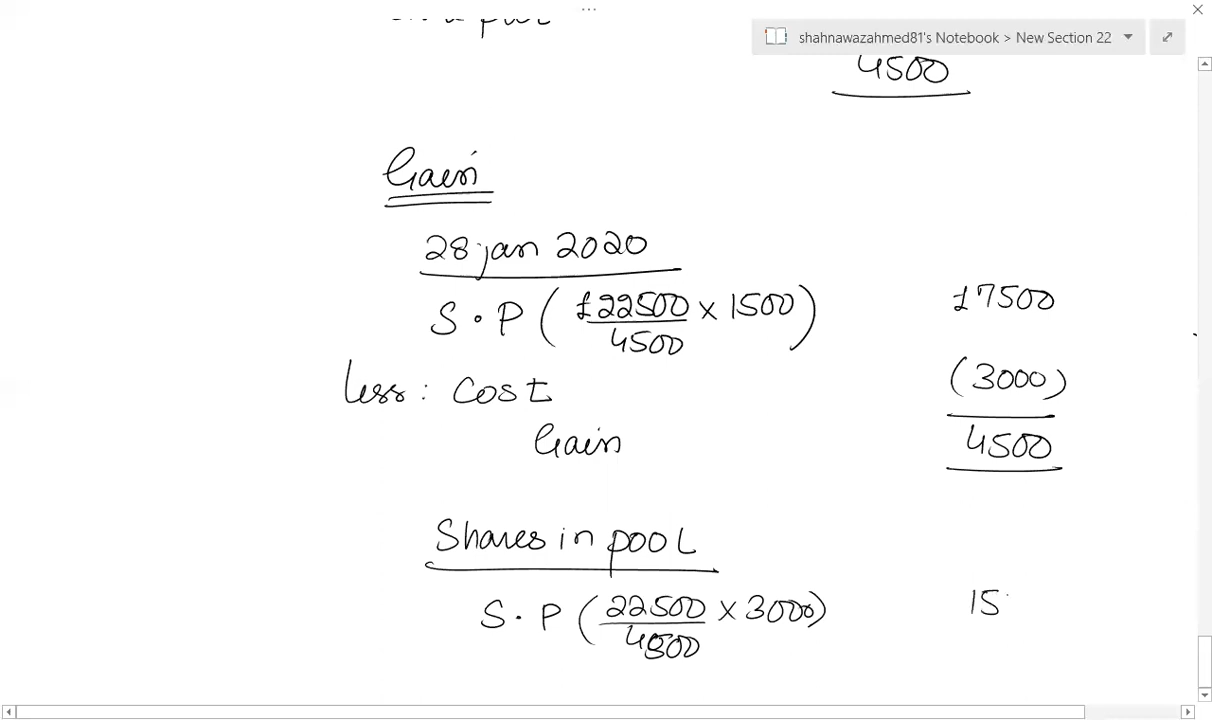 shahnawazahmed81's Notebook > New Section 22
4500
Gain
28 jan 2020
S.P (£22500/4500 × 1500) £7500
Less: Cost (3000)
Gain 4500
Shares in pool
S.P (22500/4500 × 3000) 15